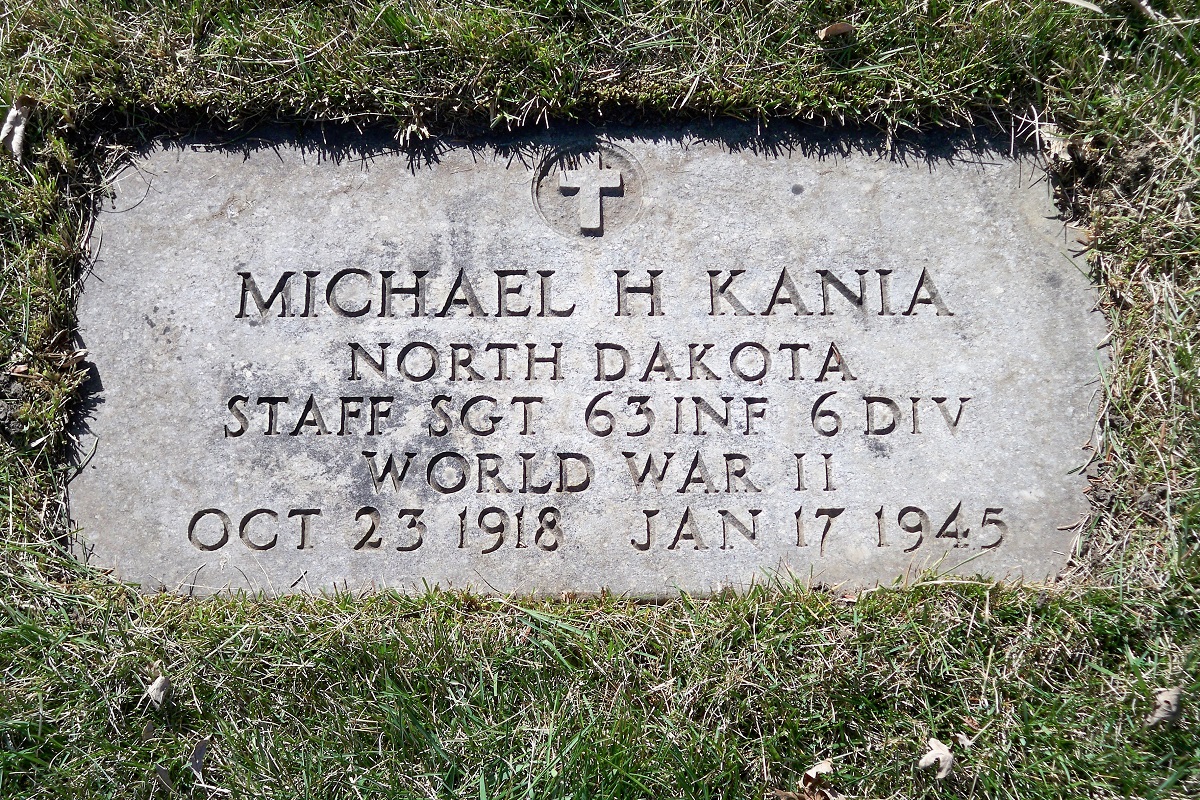 MICHAEL H KANIA
NORTH DAKOTA
STAFF SGT 63 INF 6 DIV
WORLD WAR II
OCT 23 1918 JAN 17 1945